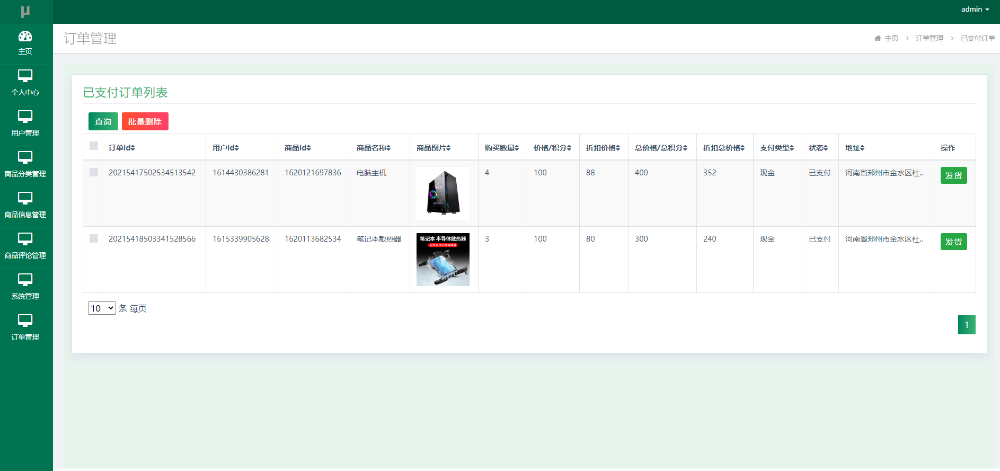 μ
admin
主页
个人中心
用户管理
商品分类管理
商品信息管理
商品评论管理
系统管理
订单管理
订单管理
主页 > 订单管理 > 已支付订单
已支付订单列表
查询 批量删除
订单id 用户id 商品id 商品名称 商品图片 购买数量 价格/积分 折扣价格 总价格/总积分 折扣总价格 支付类型 状态 地址 操作
20215417502534513542 1614430386281 1620121697836 电脑主机 4 100 88 400 352 现金 已支付 河南省郑州市金水区杜.. 发货
20215418503341528566 1615339905628 1620113682534 笔记本散热器 3 100 80 300 240 现金 已支付 河南省郑州市金水区杜.. 发货
笔记本 半导体散热器
双风扇 冰冻降温神器
10 条 每页
1